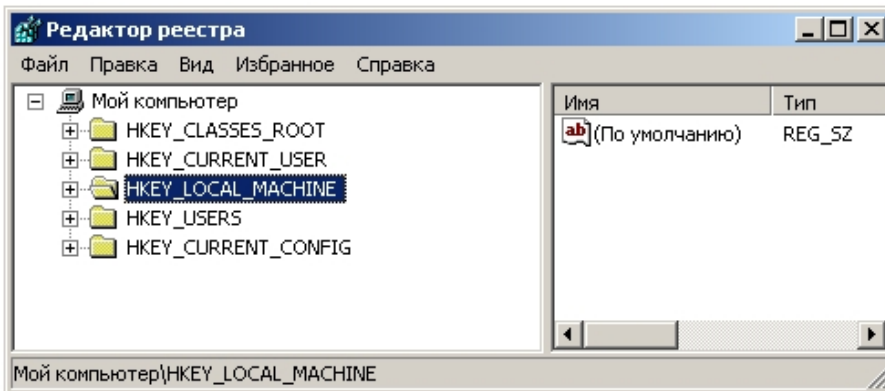 Редактор реестра
Файл Правка Вид Избранное Справка
Мой компьютер
HKEY_CLASSES_ROOT
HKEY_CURRENT_USER
HKEY_LOCAL_MACHINE
HKEY_USERS
HKEY_CURRENT_CONFIG
Имя Тип
ab (По умолчанию) REG_SZ
Мой компьютер\HKEY_LOCAL_MACHINE